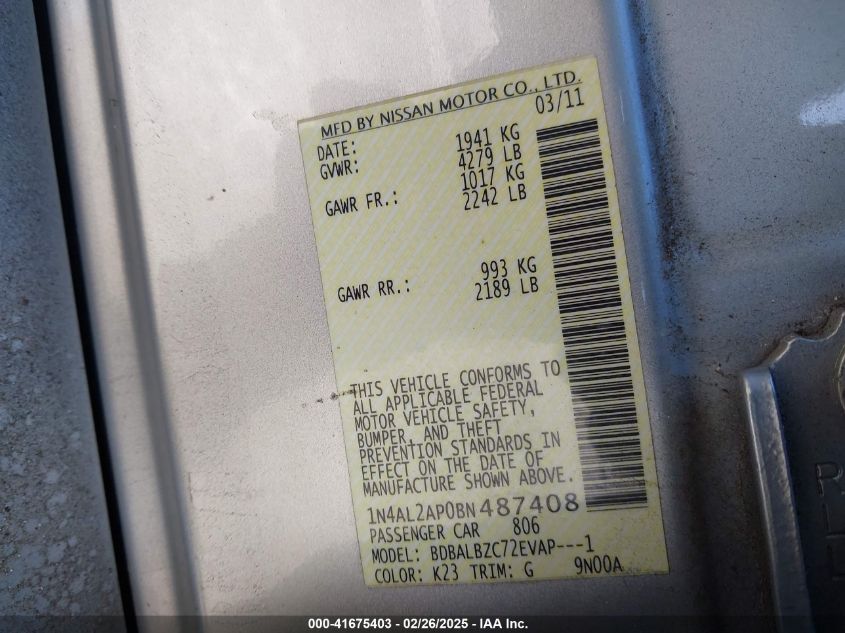 MFD BY NISSAN MOTOR CO., LTD.
DATE: 03/11
GVWR: 1941 KG
4279 LB
GAWR FR.: 1017 KG
2242 LB
GAWR RR.: 993 KG
2189 LB
THIS VEHICLE CONFORMS TO
ALL APPLICABLE FEDERAL
MOTOR VEHICLE SAFETY,
BUMPER, AND THEFT
PREVENTION STANDARDS IN
EFFECT ON THE DATE OF
MANUFACTURE SHOWN ABOVE.
1N4AL2AP0BN487408
PASSENGER CAR 806
MODEL: BDBALBZC72EVAP---1
COLOR: K23 TRIM: G 9N00A
000-41675403 - 02/26/2025 - IAA Inc.